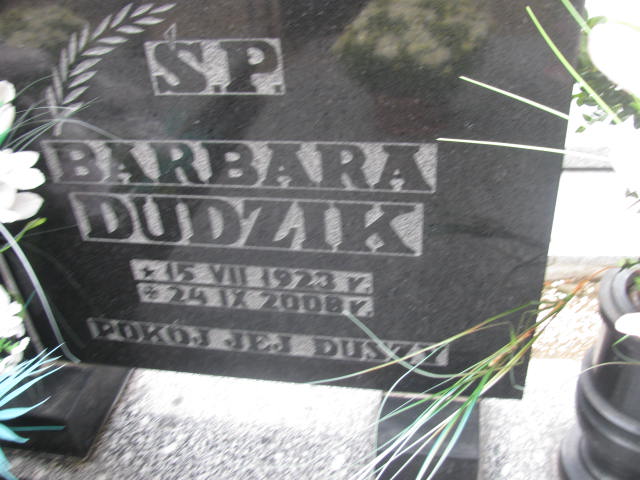 Ś.P.
BARBARA
DUDZIK
* 15 VII 1923 r.
+ 24 IX 2008 r.
POKÓJ JEJ DUSZY